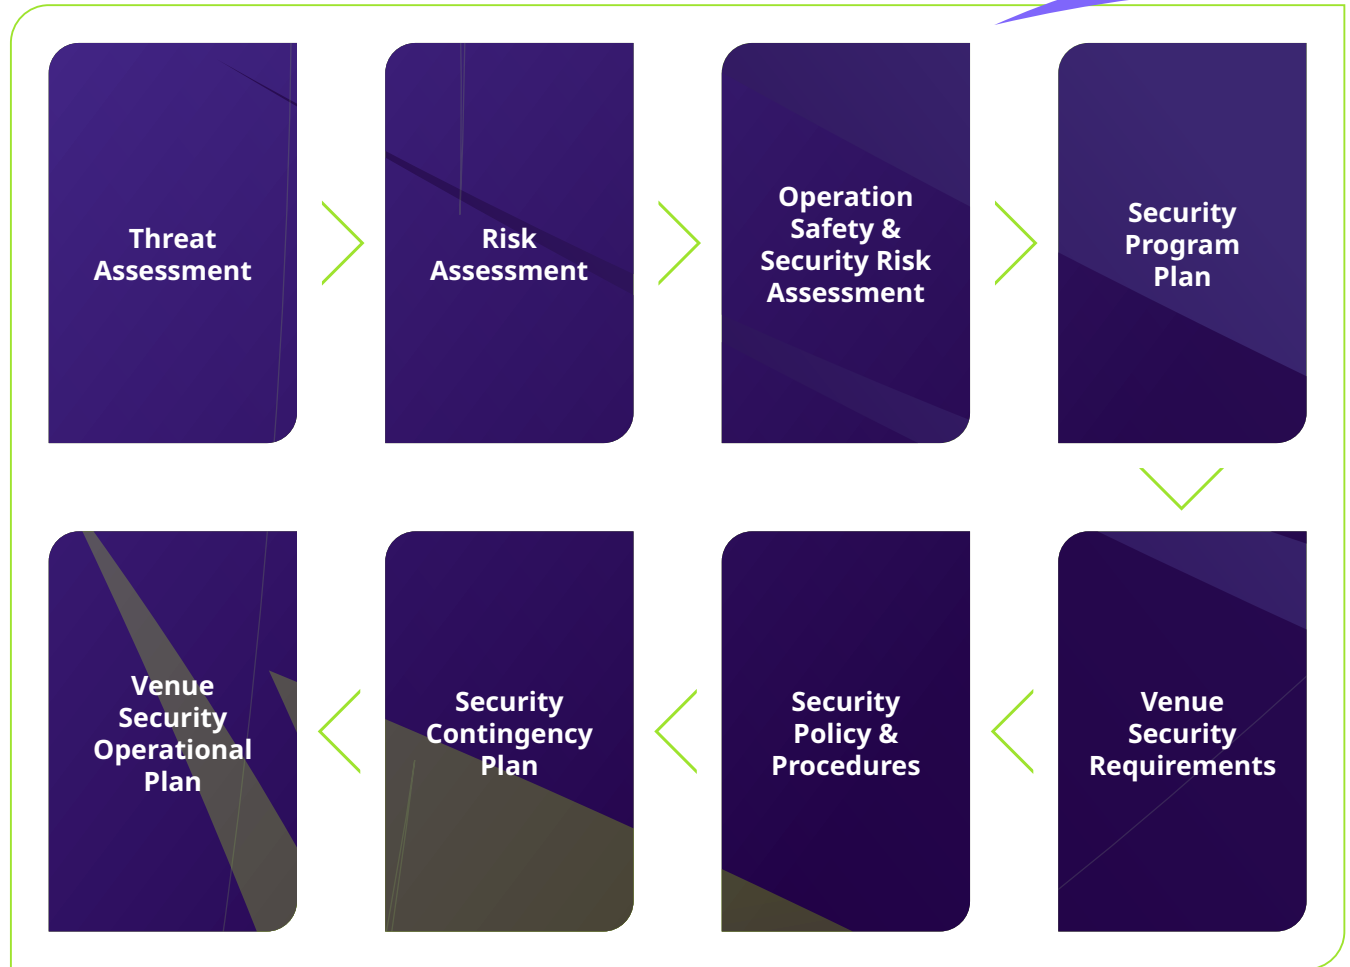 Threat
Assessment
Risk
Assessment
Operation
Safety &
Security Risk
Assessment
Security
Program
Plan
Venue
Security
Requirements
Security
Policy &
Procedures
Security
Contingency
Plan
Venue
Security
Operational
Plan